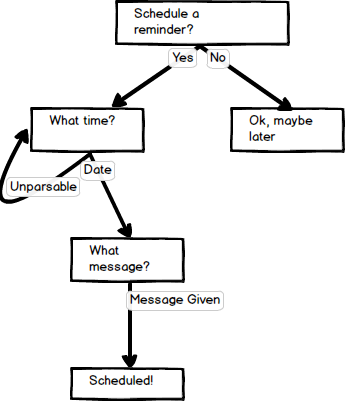 Schedule a
reminder?
Yes
No
What time?
Ok, maybe
later
Date
Unparsable
What
message?
Message Given
Scheduled!